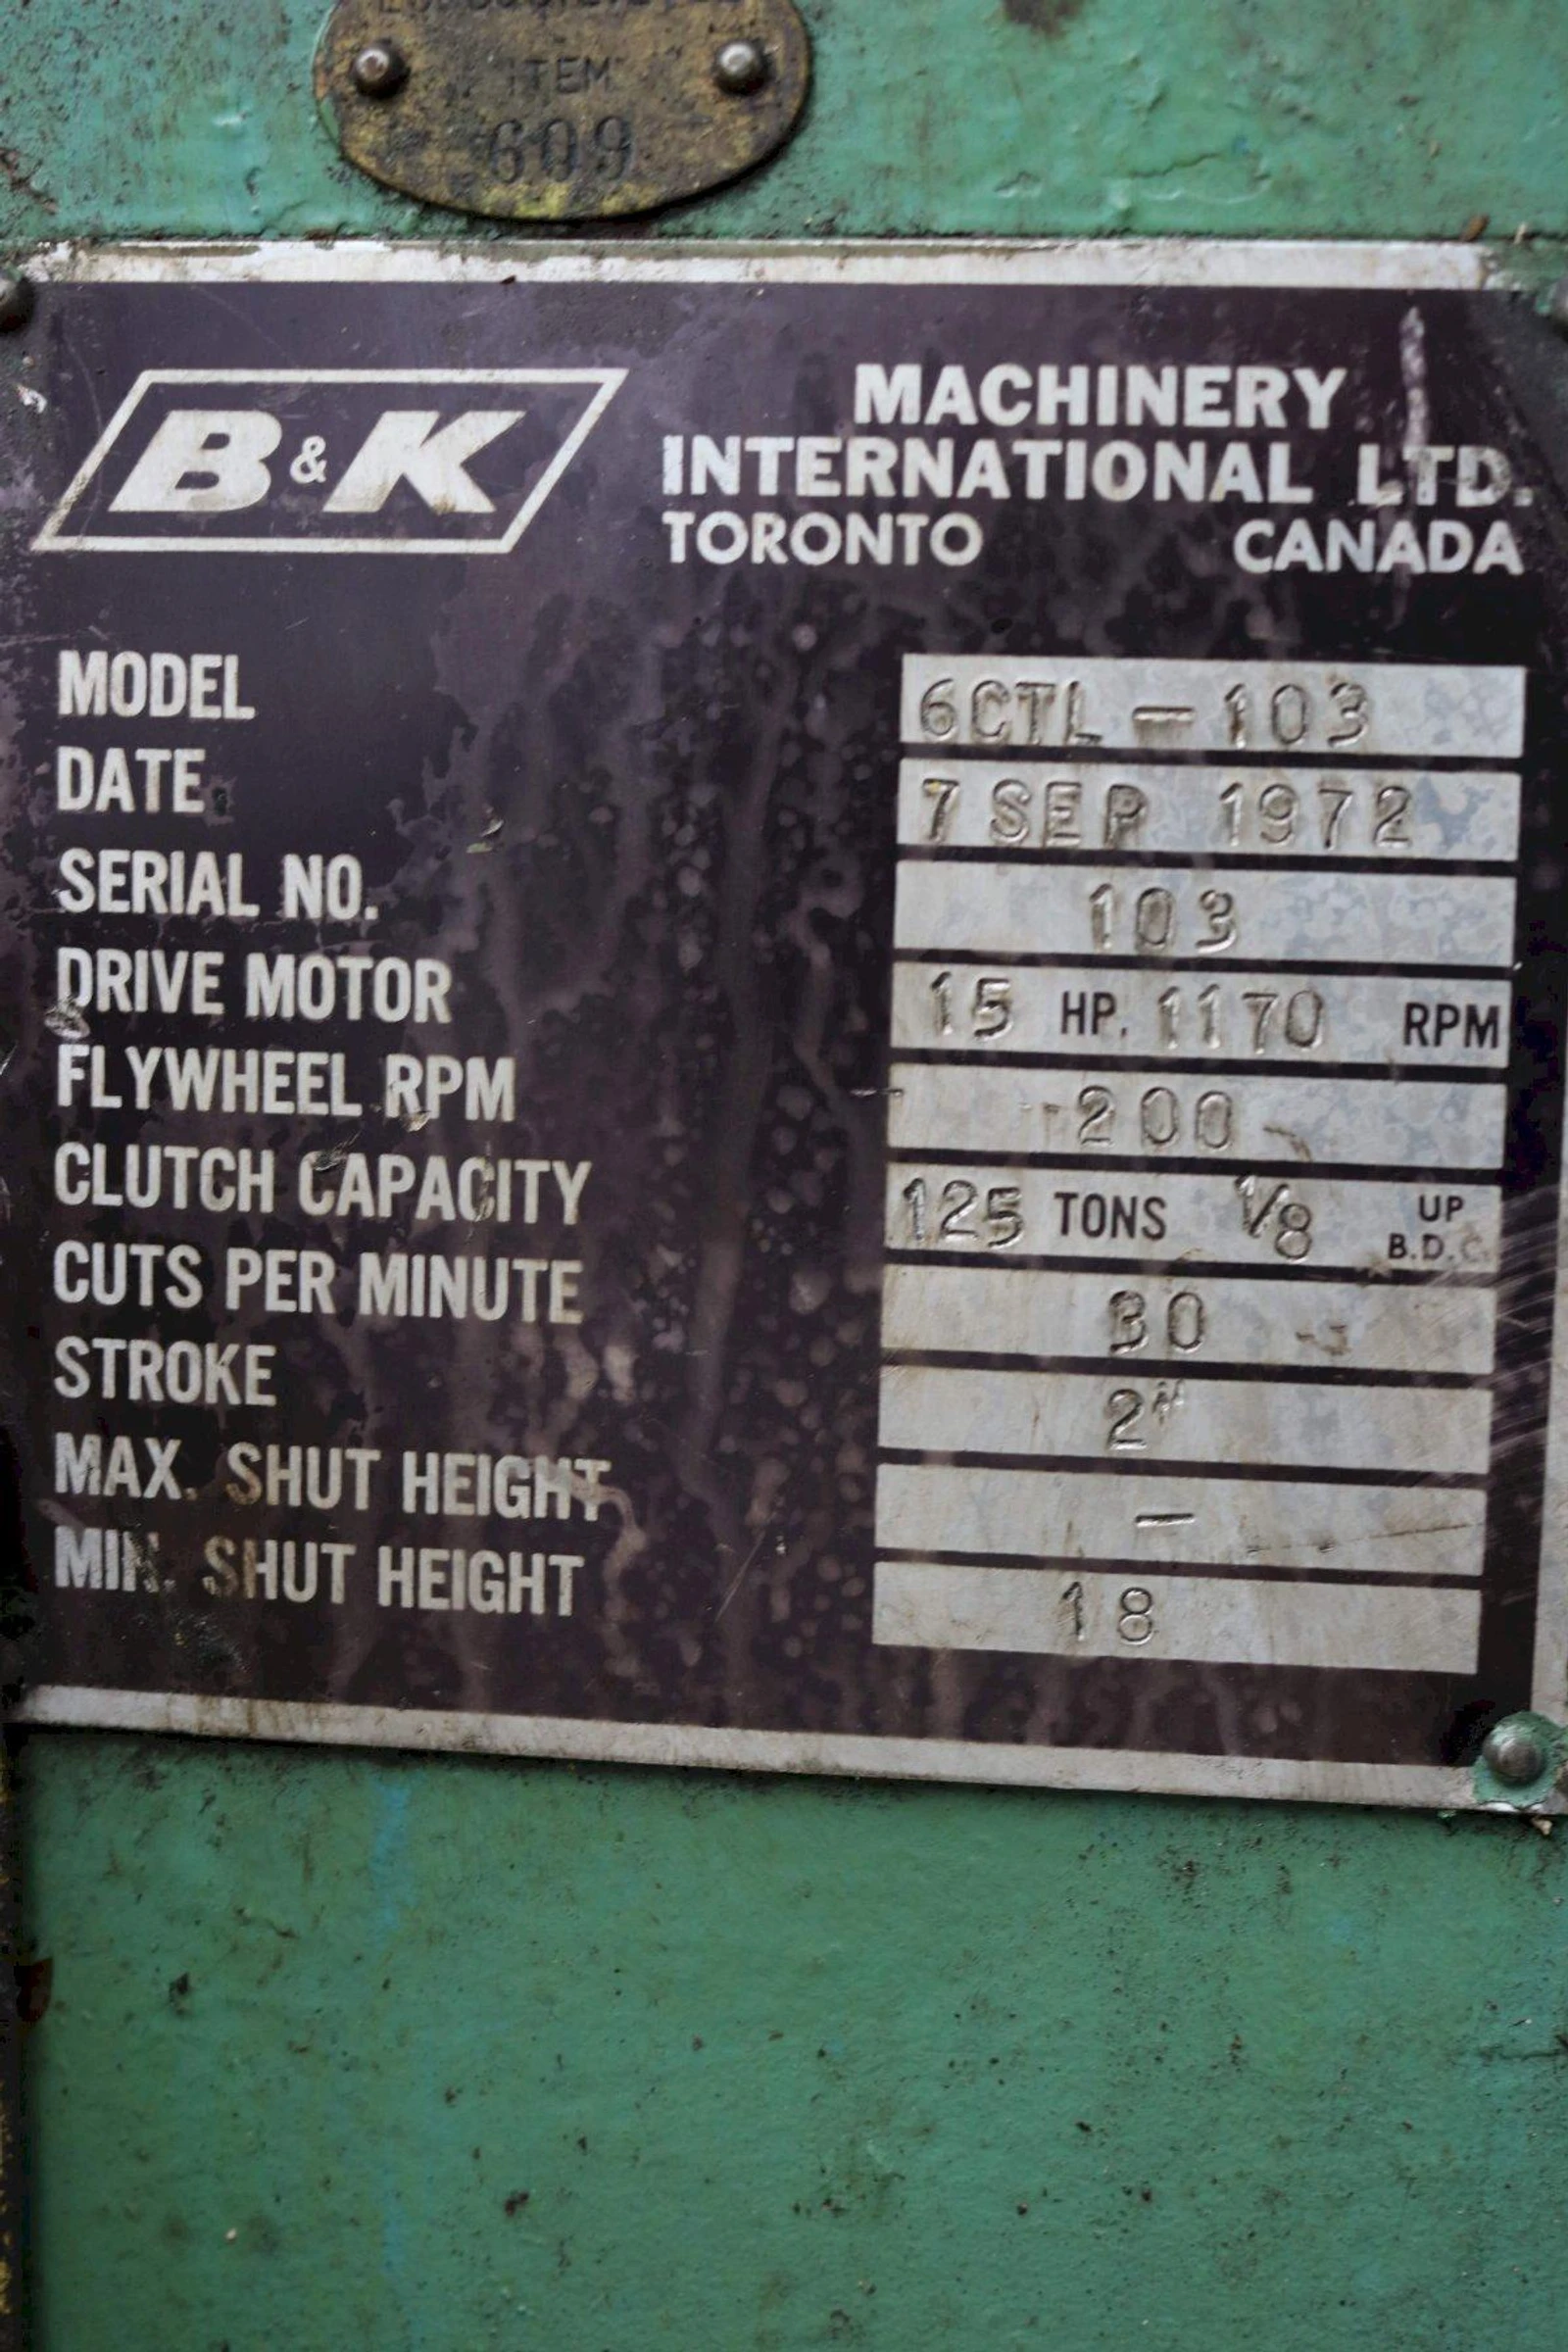 ITEM
609
B&K
MACHINERY
INTERNATIONAL LTD.
TORONTO CANADA
MODEL 6CTL-103
DATE 7 SEP 1972
SERIAL NO. 103
DRIVE MOTOR 15 HP. 1170 RPM
FLYWHEEL RPM 200
CLUTCH CAPACITY 125 TONS 1/8 UP B.D.C.
CUTS PER MINUTE 30
STROKE 2"
MAX. SHUT HEIGHT —
MIN. SHUT HEIGHT 18